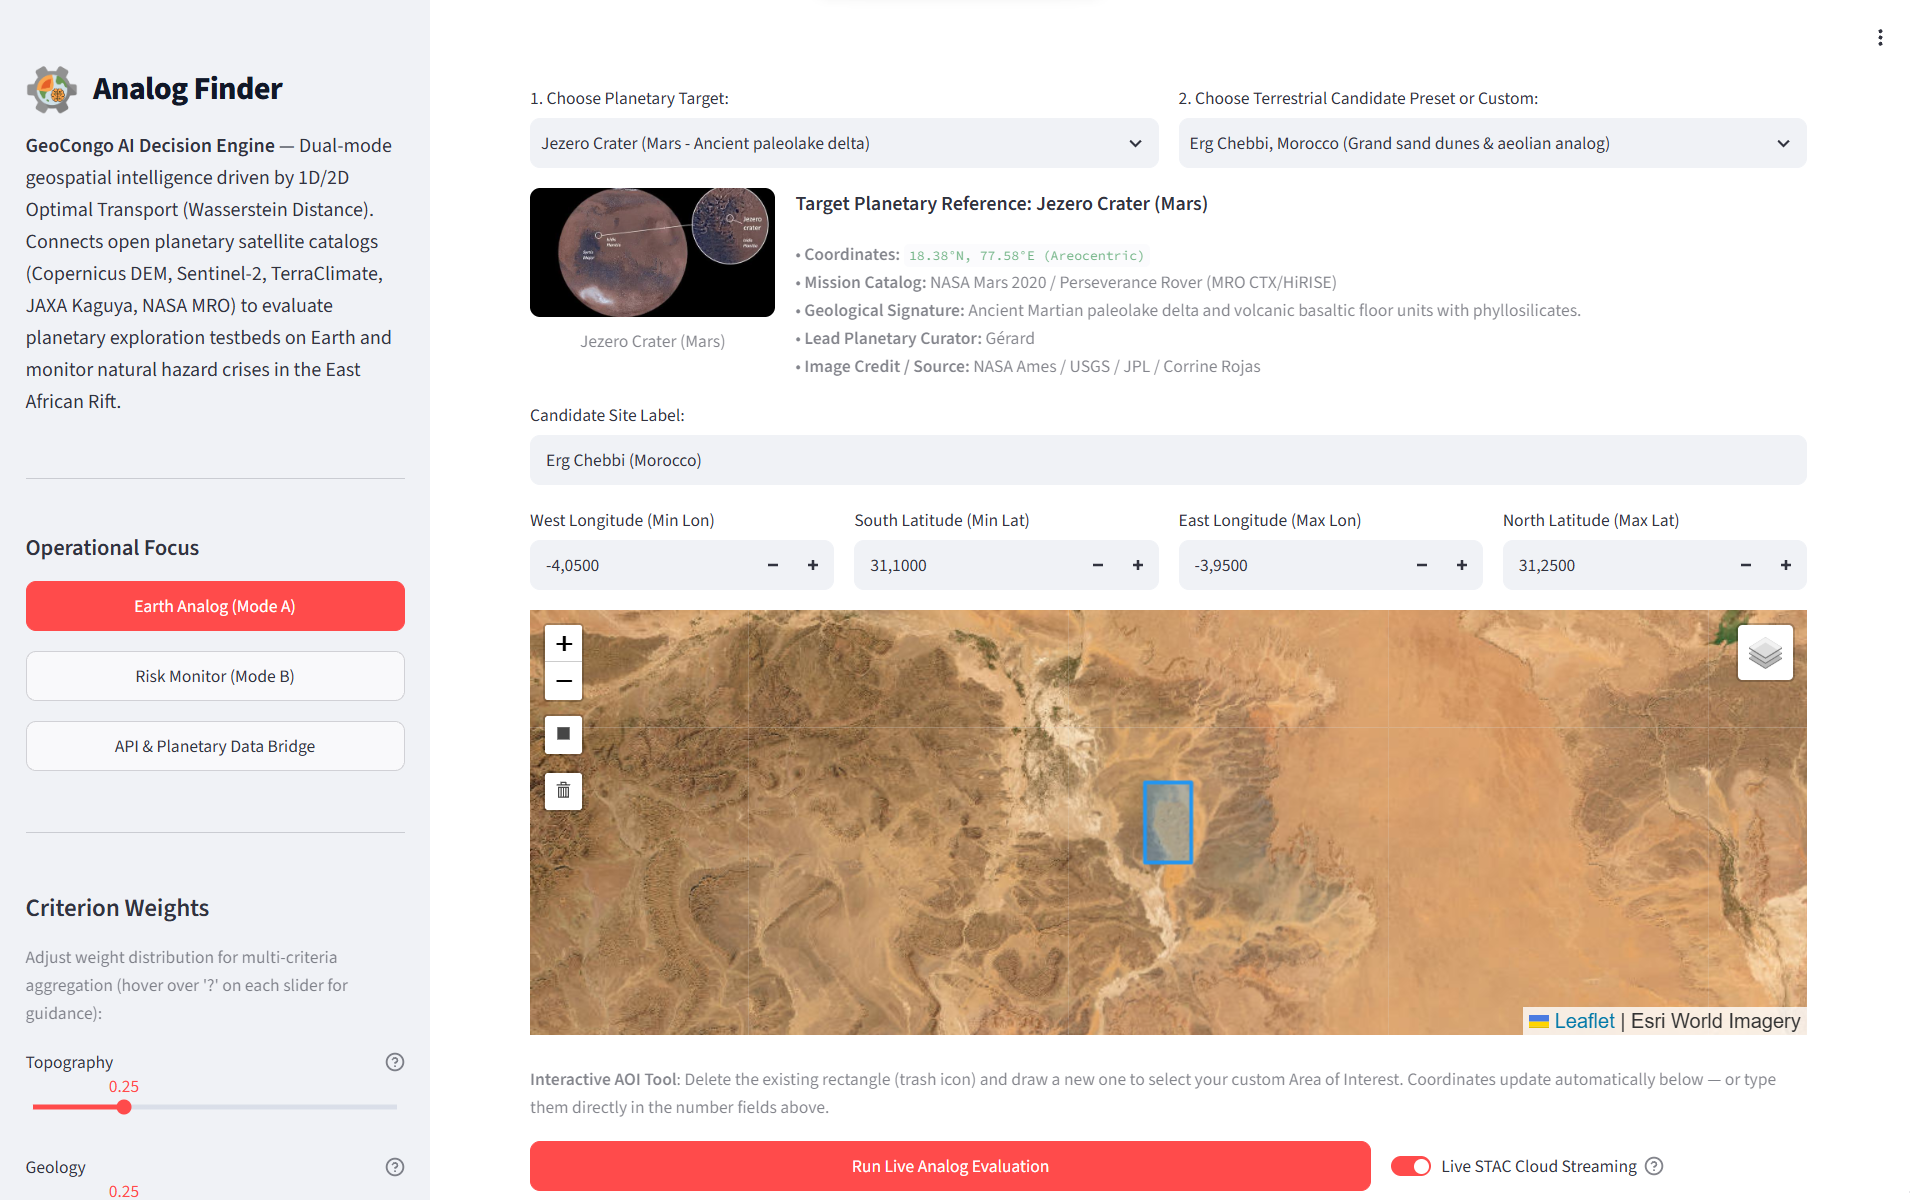 Analog Finder
GeoCongo AI Decision Engine — Dual-mode
geospatial intelligence driven by 1D/2D
Optimal Transport (Wasserstein Distance).
Connects open planetary satellite catalogs
(Copernicus DEM, Sentinel-2, TerraClimate,
JAXA Kaguya, NASA MRO) to evaluate
planetary exploration testbeds on Earth and
monitor natural hazard crises in the East
African Rift.
Operational Focus
Earth Analog (Mode A)
Risk Monitor (Mode B)
API & Planetary Data Bridge
Criterion Weights
Adjust weight distribution for multi-criteria
aggregation (hover over '?' on each slider for
guidance):
Topography
0.25
Geology
0.25
1. Choose Planetary Target:
Jezero Crater (Mars - Ancient paleolake delta)
2. Choose Terrestrial Candidate Preset or Custom:
Erg Chebbi, Morocco (Grand sand dunes & aeolian analog)
Jezero
crater
Jezero Crater (Mars)
Target Planetary Reference: Jezero Crater (Mars)
• Coordinates: 18.38°N, 77.58°E (Areocentric)
• Mission Catalog: NASA Mars 2020 / Perseverance Rover (MRO CTX/HiRISE)
• Geological Signature: Ancient Martian paleolake delta and volcanic basaltic floor units with phyllosilicates.
• Lead Planetary Curator: Gérard
• Image Credit / Source: NASA Ames / USGS / JPL / Corrine Rojas
Candidate Site Label:
Erg Chebbi (Morocco)
West Longitude (Min Lon)
-4,0500
South Latitude (Min Lat)
31,1000
East Longitude (Max Lon)
-3,9500
North Latitude (Max Lat)
31,2500
+
−
Leaflet | Esri World Imagery
Interactive AOI Tool: Delete the existing rectangle (trash icon) and draw a new one to select your custom Area of Interest. Coordinates update automatically below — or type
them directly in the number fields above.
Run Live Analog Evaluation
Live STAC Cloud Streaming